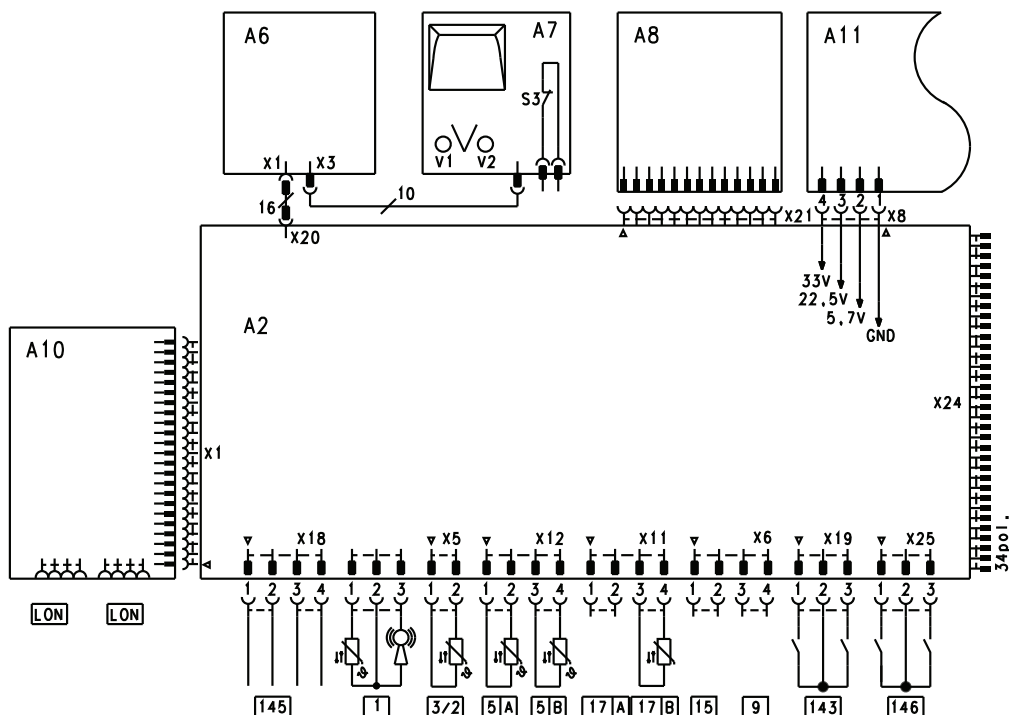 A6 A7 A8 A11
S3
V1 V2
X1 X3
16 10
X20
X21 4 3 2 1 X8
33V
22,5V
5,7V
GND
A2
A10
X24
X1
34pol.
X18 X5 X12 X11 X6 X19 X25
1 2 3 4 1 2 3 1 2 1 2 3 4 1 2 3 4 1 2 3 4 1 2 3 1 2 3
LON LON
ϑ ϑ ϑ ϑ ϑ
145 1 3/2 5 A 5 B 17 A 17 B 15 9 143 146